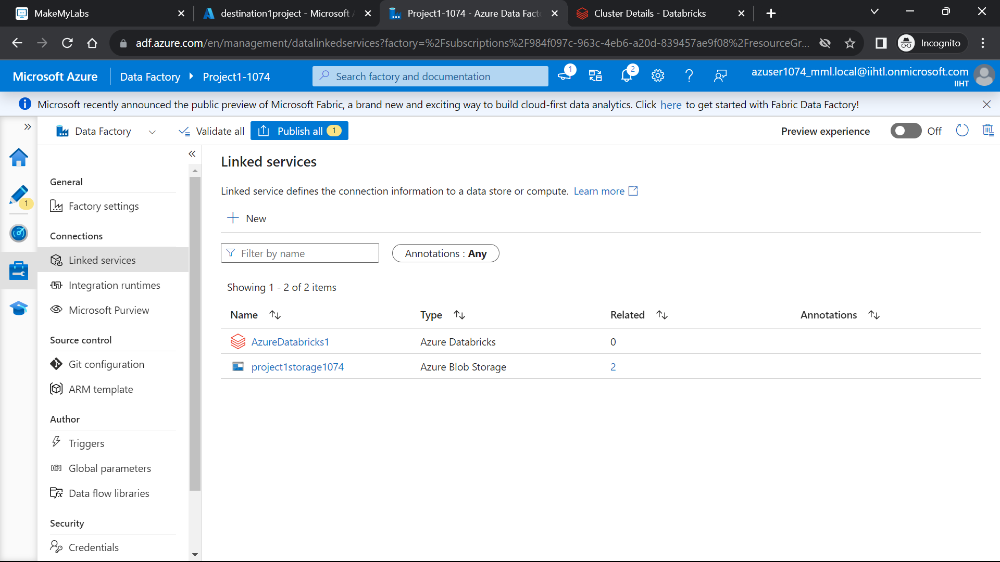 MakeMyLabs
destination1project - Microsoft A
Project1-1074 - Azure Data Facto
Cluster Details - Databricks
adf.azure.com/en/management/datalinkedservices?factory=%2Fsubscriptions%2F984f097c-963c-4eb6-a20d-839457ae9f08%2FresourceGr...
Incognito
Microsoft Azure
Data Factory
Project1-1074
Search factory and documentation
1
2
azuser1074_mml.local@iihtl.onmicrosoft.com
IIHT
Microsoft recently announced the public preview of Microsoft Fabric, a brand new and exciting way to build cloud-first data analytics. Click here to get started with Fabric Data Factory!
Data Factory
Validate all
Publish all 1
Preview experience
Off
1
General
Factory settings
Connections
Linked services
Integration runtimes
Microsoft Purview
Source control
Git configuration
ARM template
Author
Triggers
Global parameters
Data flow libraries
Security
Credentials
Linked services
Linked service defines the connection information to a data store or compute. Learn more
New
Filter by name
Annotations : Any
Showing 1 - 2 of 2 items
Name Type Related Annotations
AzureDatabricks1 Azure Databricks 0
project1storage1074 Azure Blob Storage 2